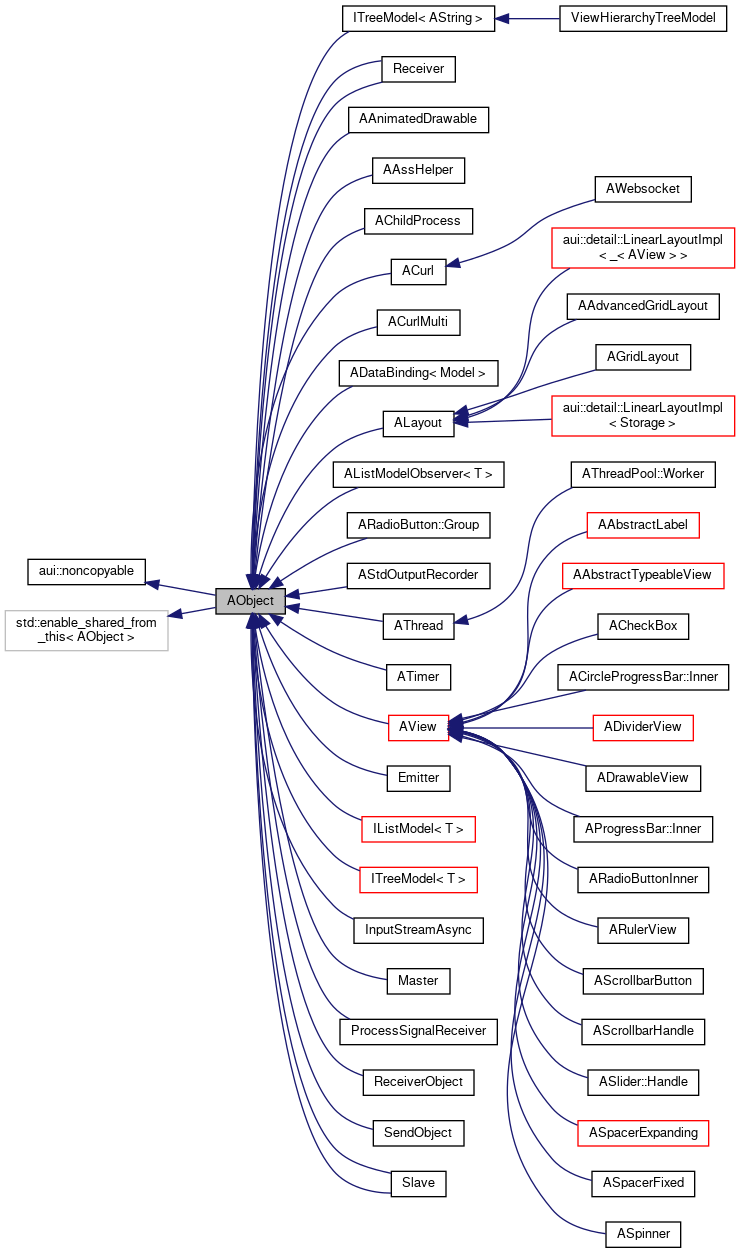 aui::noncopyable
std::enable_shared_from
_this< AObject >
AObject
ITreeModel< AString >
Receiver
AAnimatedDrawable
AAssHelper
AChildProcess
ACurl
ACurlMulti
ADataBinding< Model >
ALayout
AListModelObserver< T >
ARadioButton::Group
AStdOutputRecorder
AThread
ATimer
AView
Emitter
IListModel< T >
ITreeModel< T >
InputStreamAsync
Master
ProcessSignalReceiver
ReceiverObject
SendObject
Slave
ViewHierarchyTreeModel
AWebsocket
aui::detail::LinearLayoutImpl
< _< AView > >
AAdvancedGridLayout
AGridLayout
aui::detail::LinearLayoutImpl
< Storage >
AThreadPool::Worker
AAbstractLabel
AAbstractTypeableView
ACheckBox
ACircleProgressBar::Inner
ADividerView
ADrawableView
AProgressBar::Inner
ARadioButtonInner
ARulerView
AScrollbarButton
AScrollbarHandle
ASlider::Handle
ASpacerExpanding
ASpacerFixed
ASpinner